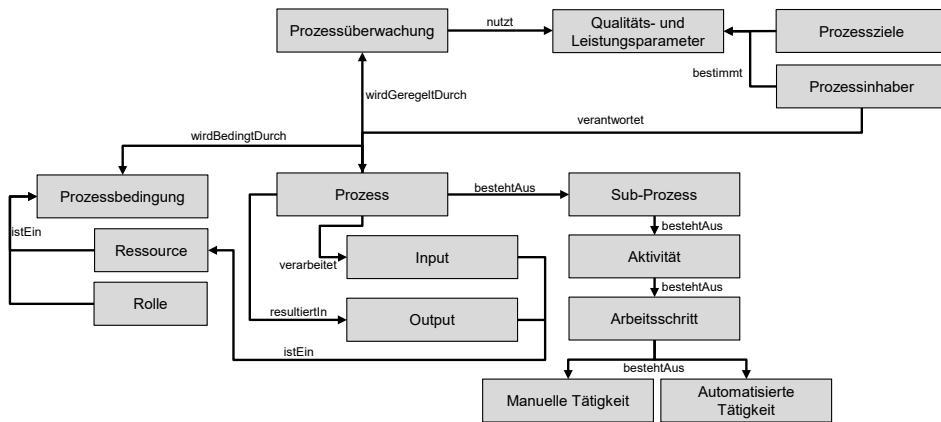 Prozessüberwachung
nutzt
Qualitäts- und
Leistungsparameter
Prozessziele
bestimmt
Prozessinhaber
wirdGeregeltDurch
verantwortet
wirdBedingtDurch
Prozessbedingung
Prozess
bestehtAus
Sub-Prozess
istEin
bestehtAus
Ressource
verarbeitet
Input
Aktivität
bestehtAus
Rolle
resultiertIn
Output
Arbeitsschritt
istEin
bestehtAus
Manuelle Tätigkeit
Automatisierte
Tätigkeit